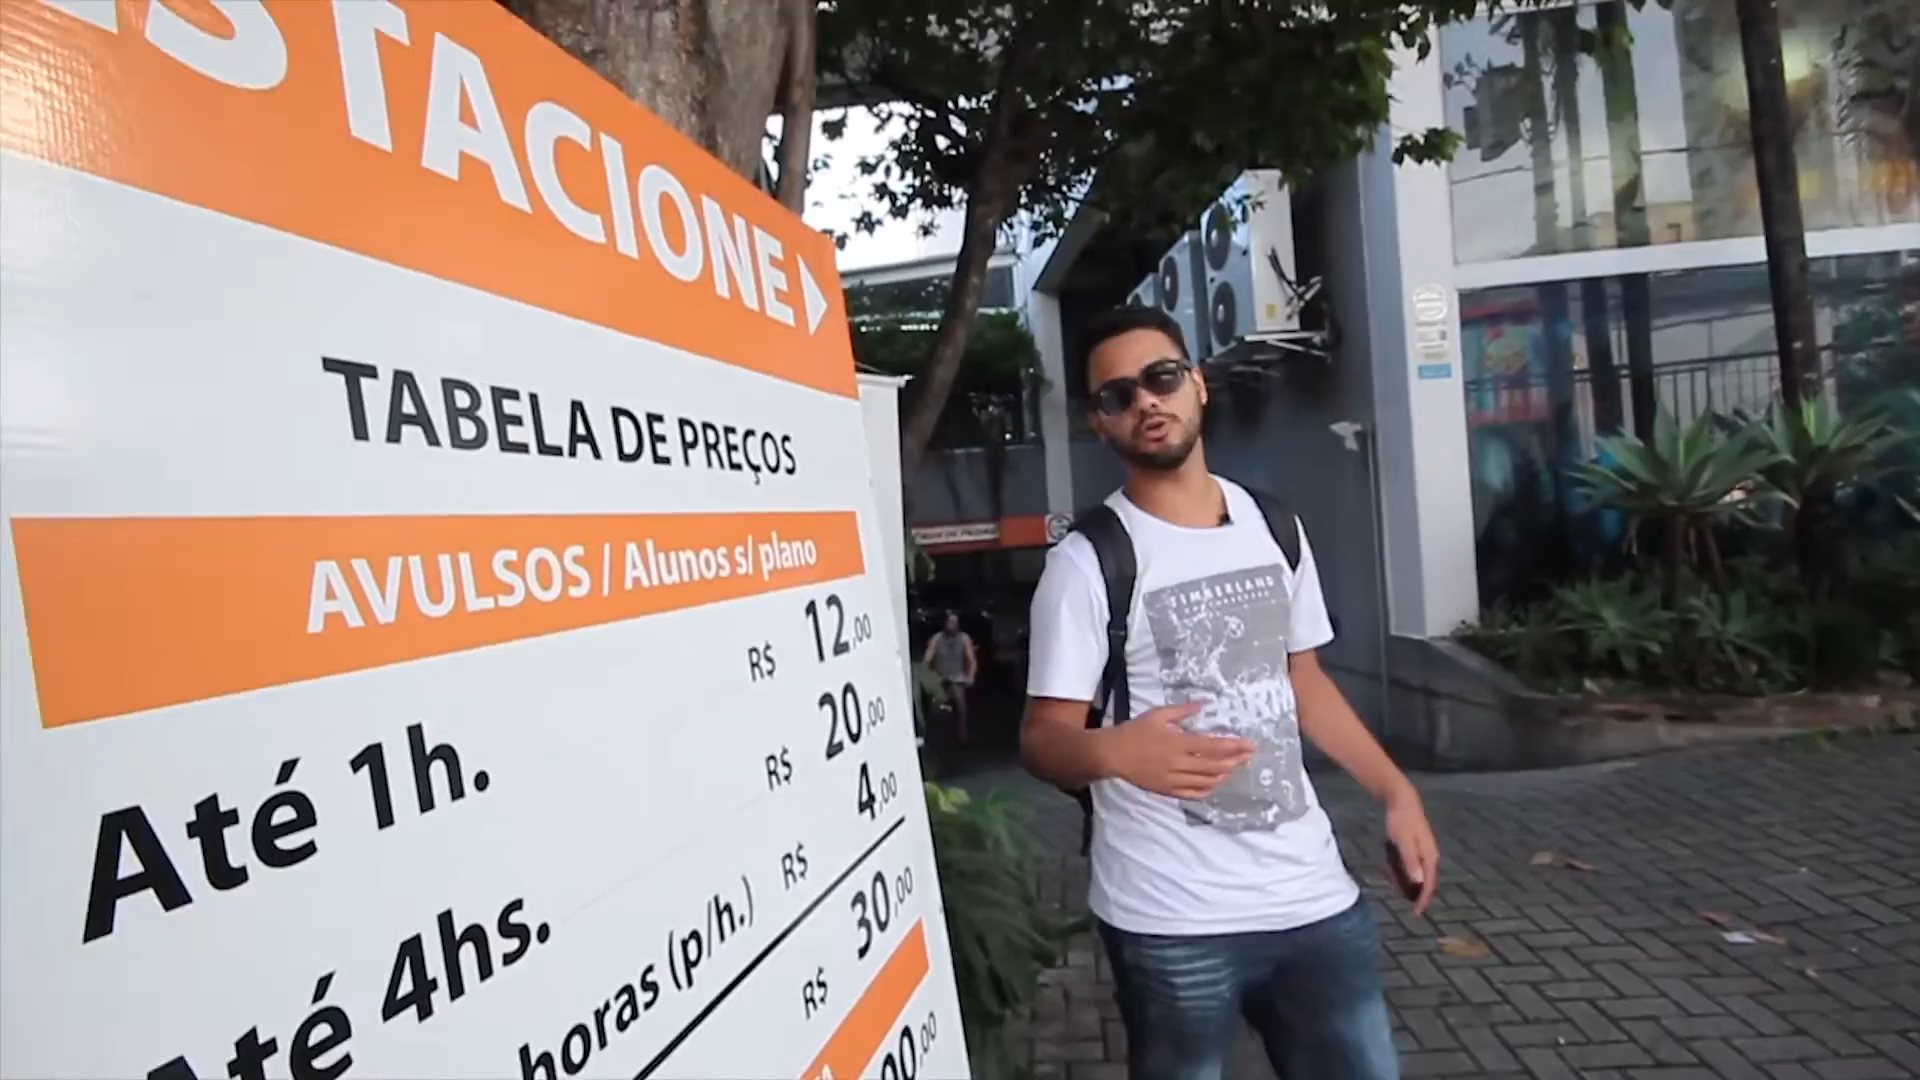 STACIONE
TABELA DE PREÇOS
AVULSOS / Alunos s/ plano
Até 1h. R$ 12,00
Até 4hs. R$ 20,00
horas (p/h.) R$ 4,00
R$ 30,00
TIMBERLAND
EARTH